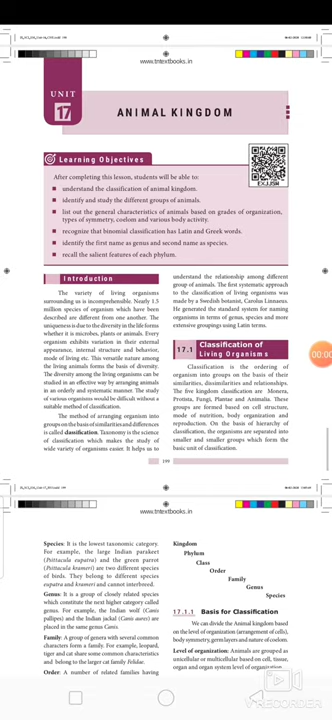 www.tntextbooks.in
UNIT
17
ANIMAL KINGDOM
Learning Objectives
EXJJSR
After completing this lesson, students will be able to:
understand the classification of animal kingdom.
identify and study the different groups of animals.
list out the general characteristics of animals based on grades of organization,
types of symmetry, coelom and various body activity.
recognize that binomial classification has Latin and Greek words.
identify the first name as genus and second name as species.
recall the salient features of each phylum.
Introduction
The variety of living organisms
surrounding us is incomprehensible. Nearly 1.5
million species of organism which have been
described are different from one another. The
uniqueness is due to the diversity in the life forms
whether it is microbes, plants or animals. Every
organism exhibits variation in their external
appearance, internal structure and behavior,
mode of living etc. This versatile nature among
the living animals forms the basis of diversity.
The diversity among the living organisms can be
studied in an effective way by arranging animals
in an orderly and systematic manner. The study
of various organisms would be difficult without a
suitable method of classification.
The method of arranging organism into
groups on the basis of similarities and differences
is called classification. Taxonomy is the science
of classification which makes the study of
wide variety of organisms easier. It helps us to
understand the relationship among different
group of animals. The first systematic approach
to the classification of living organisms was
made by a Swedish botanist, Carolus Linnaeus.
He generated the standard system for naming
organisms in terms of genus, species and more
extensive groupings using Latin terms.
17.1 Classification of
Living Organisms
Classification is the ordering of
organism into groups on the basis of their
similarities, dissimilarities and relationships.
The five kingdom classification are Monera,
Protista, Fungi, Plantae and Animalia. These
groups are formed based on cell structure,
mode of nutrition, body organization and
reproduction. On the basis of hierarchy of
classification, the organisms are separated into
smaller and smaller groups which form the
basic unit of classification.
00:00
199
www.tntextbooks.in
Species: It is the lowest taxonomic category.
For example, the large Indian parakeet
(Psittacula eupatra) and the green parrot
(Psittacula krameri) are two different species
of birds. They belong to different species
eupatra and krameri and cannot interbreed.
Genus: It is a group of closely related species
which constitute the next higher category called
genus. For example, the Indian wolf (Canis
pallipes) and the Indian jackal (Canis aures) are
placed in the same genus Canis.
Family: A group of genera with several common
characters form a family. For example, leopard,
tiger and cat share some common characteristics
and belong to the larger cat family Felidae.
Order: A number of related families having
Kingdom
Phylum
Class
Order
Family
Genus
Species
17.1.1 Basis for Classification
We can divide the Animal kingdom based
on the level of organization (arrangement of cells),
body symmetry, germ layers and nature of coelom.
Level of organization: Animals are grouped as
unicellular or multicellular based on cell, tissue,
organ and organ system level of organization.